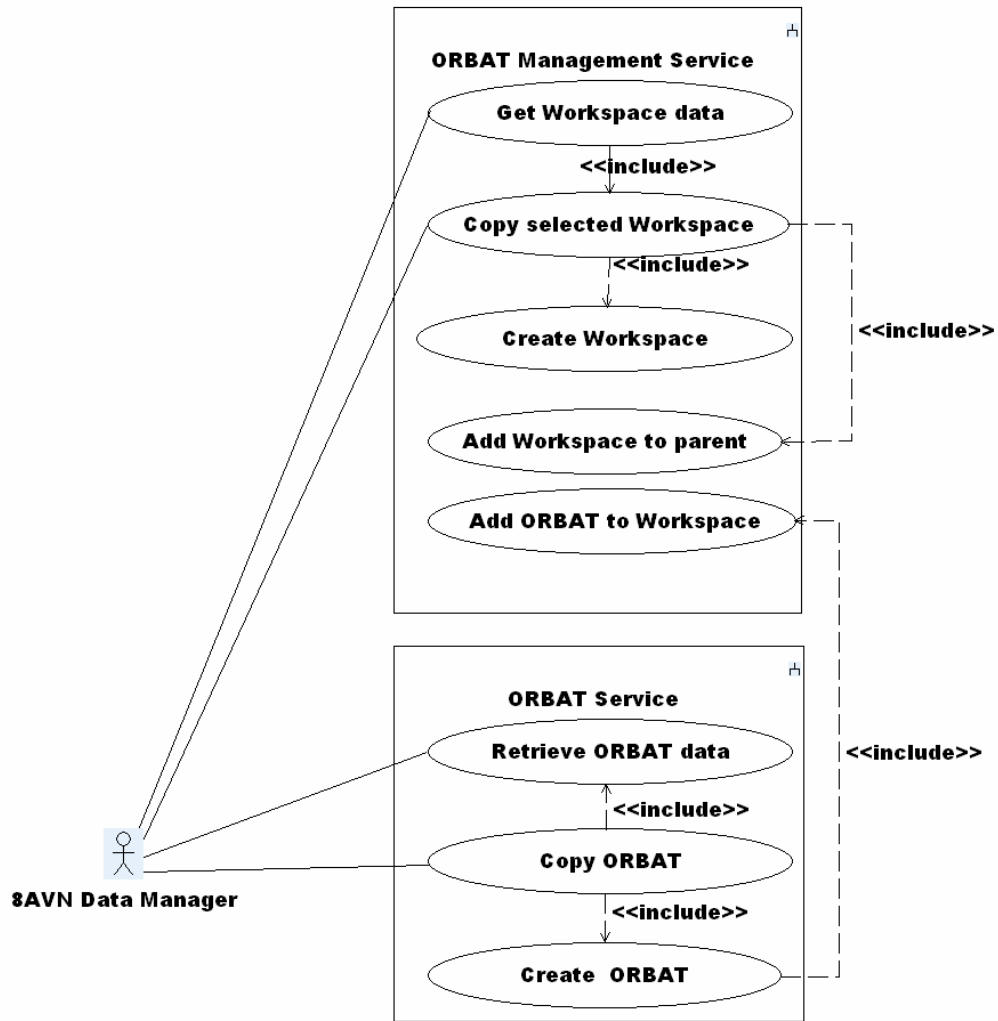 ORBAT Management Service
Get Workspace data
<<include>>
Copy selected Workspace
<<include>>
Create Workspace
<<include>>
Add Workspace to parent
Add ORBAT to Workspace
ORBAT Service
Retrieve ORBAT data
<<include>>
<<include>>
Copy ORBAT
8AVN Data Manager
<<include>>
Create ORBAT